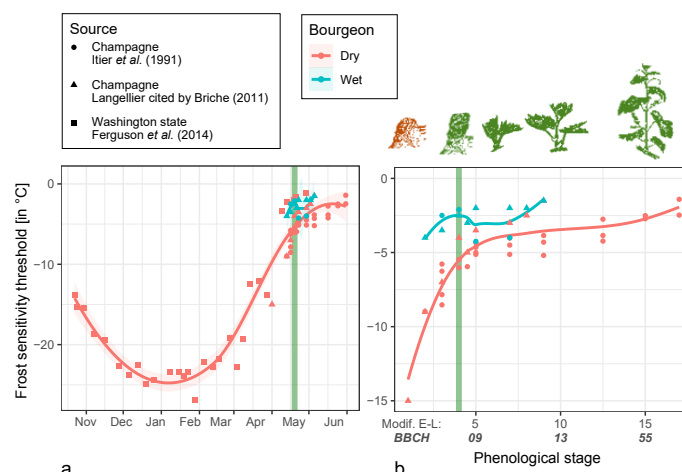 Source
Champagne
Itier et al. (1991)
Champagne
Langellier cited by Briche (2011)
Washington state
Ferguson et al. (2014)
Bourgeon
Dry
Wet
Frost sensitivity threshold [in °C]
0
−10
−20
Nov Dec Jan Feb Mar Apr May Jun
a
0
−5
−10
−15
Modif. E-L: 5 10 15
BBCH 09 13 55
Phenological stage
b